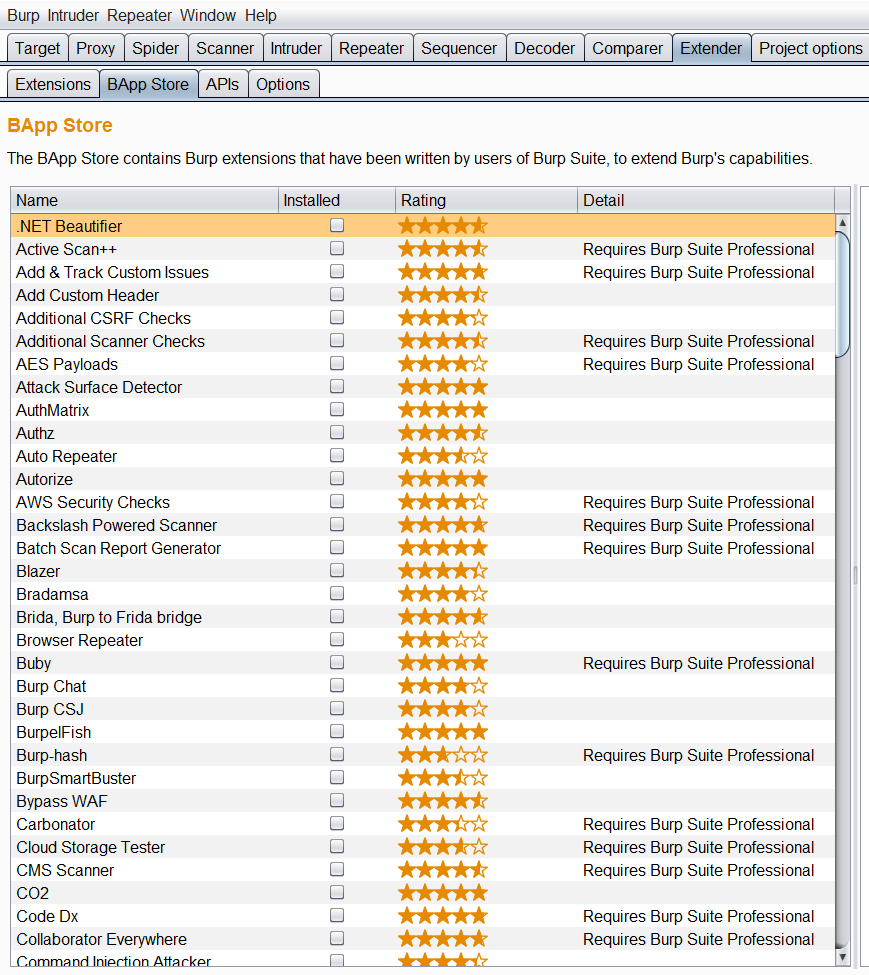 Burp Intruder Repeater Window Help
Target Proxy Spider Scanner Intruder Repeater Sequencer Decoder Comparer Extender Project options
Extensions BApp Store APIs Options
BApp Store
The BApp Store contains Burp extensions that have been written by users of Burp Suite, to extend Burp's capabilities.
Name Installed Rating Detail
.NET Beautifier
Active Scan++ Requires Burp Suite Professional
Add & Track Custom Issues Requires Burp Suite Professional
Add Custom Header
Additional CSRF Checks
Additional Scanner Checks Requires Burp Suite Professional
AES Payloads Requires Burp Suite Professional
Attack Surface Detector
AuthMatrix
Authz
Auto Repeater
Autorize
AWS Security Checks Requires Burp Suite Professional
Backslash Powered Scanner Requires Burp Suite Professional
Batch Scan Report Generator Requires Burp Suite Professional
Blazer
Bradamsa
Brida, Burp to Frida bridge
Browser Repeater
Buby Requires Burp Suite Professional
Burp Chat
Burp CSJ
BurpelFish
Burp-hash Requires Burp Suite Professional
BurpSmartBuster
Bypass WAF
Carbonator Requires Burp Suite Professional
Cloud Storage Tester Requires Burp Suite Professional
CMS Scanner Requires Burp Suite Professional
CO2
Code Dx Requires Burp Suite Professional
Collaborator Everywhere Requires Burp Suite Professional
Command Injection Attacker